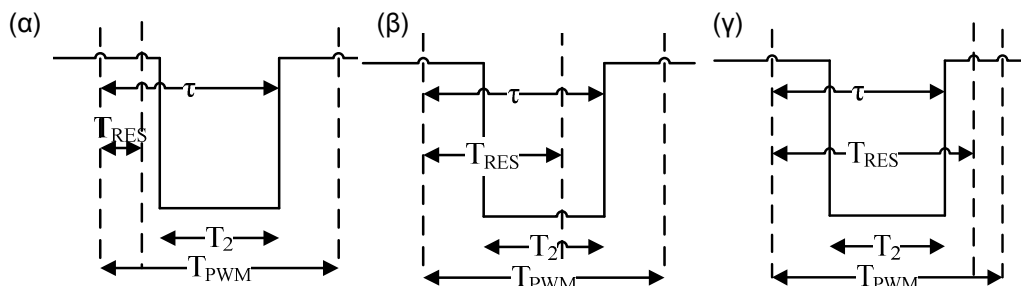 (α) (β) (γ)
τ τ τ
T_RES T_RES T_RES
T_2 T_2 T_2
T_PWM T_PWM T_PWM